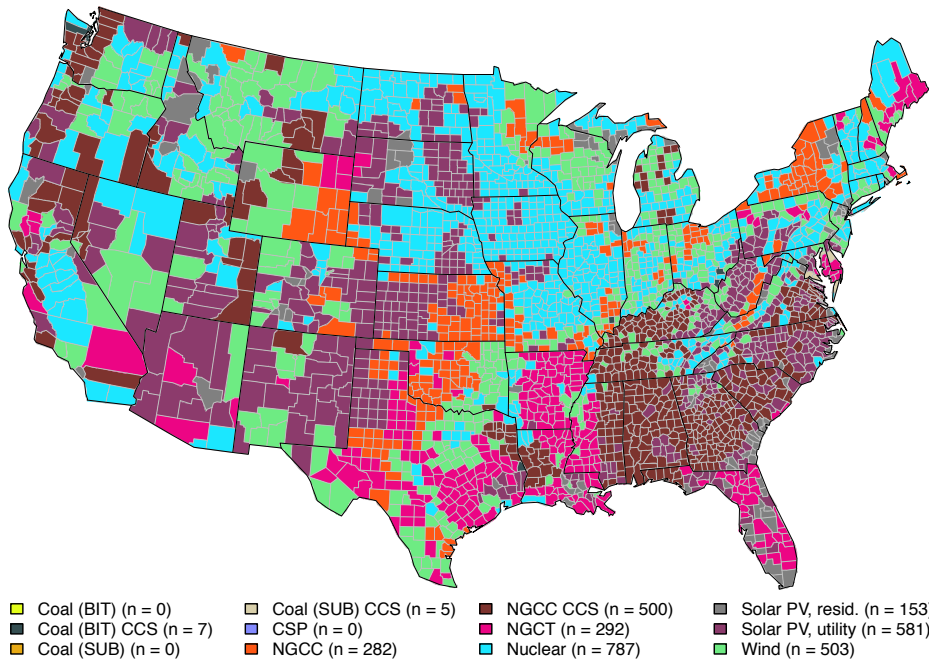 Coal (BIT) (n = 0) Coal (SUB) CCS (n = 5) NGCC CCS (n = 500) Solar PV, resid. (n = 153)
Coal (BIT) CCS (n = 7) CSP (n = 0) NGCT (n = 292) Solar PV, utility (n = 581)
Coal (SUB) (n = 0) NGCC (n = 282) Nuclear (n = 787) Wind (n = 503)